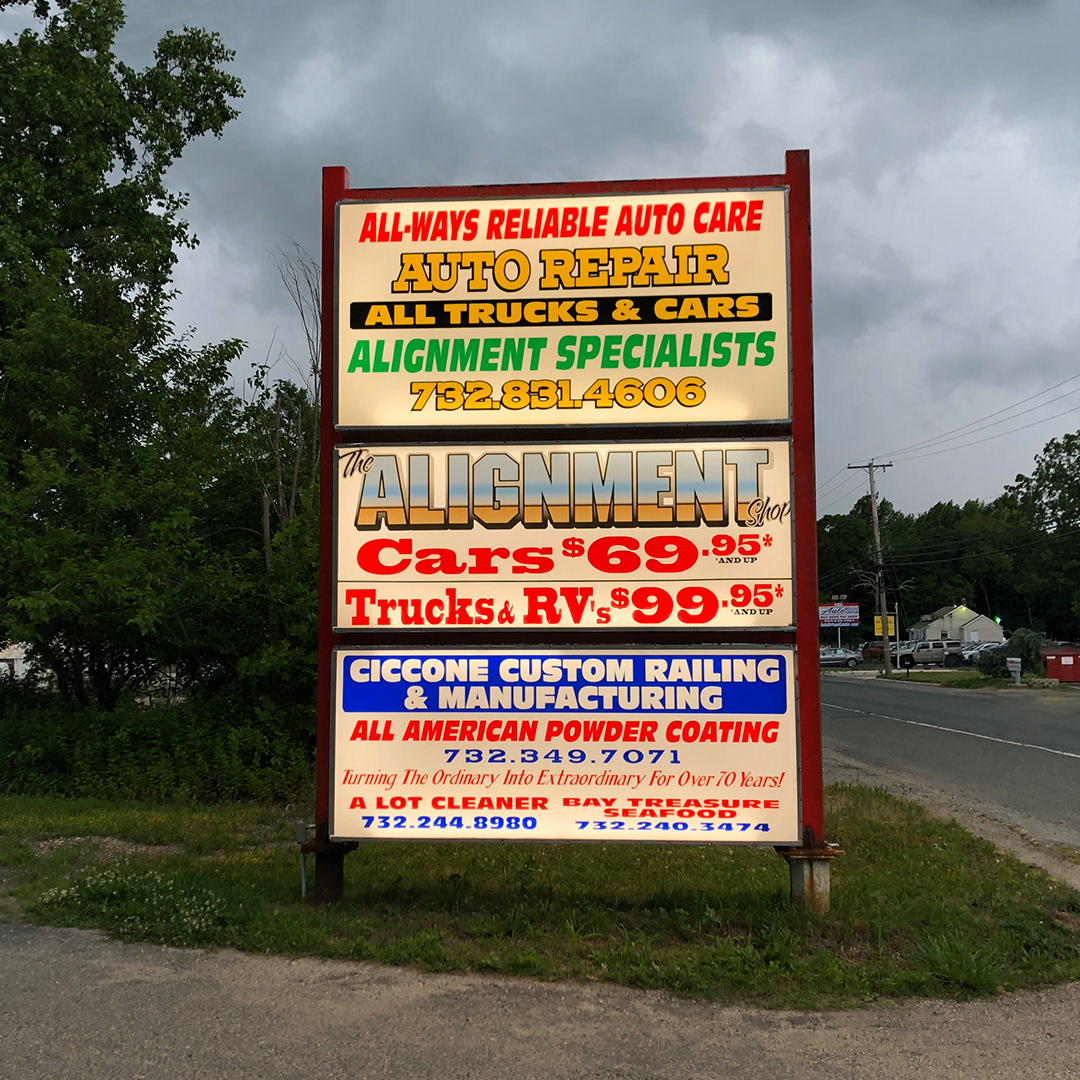 ALL-WAYS RELIABLE AUTO CARE
AUTO REPAIR
ALL TRUCKS & CARS
ALIGNMENT SPECIALISTS
732.831.4606
The ALIGNMENT Shop
Cars $69.95* *AND UP
Trucks & RV's $99.95* *AND UP
CICCONE CUSTOM RAILING
& MANUFACTURING
ALL AMERICAN POWDER COATING
732.349.7071
Turning The Ordinary Into Extraordinary For Over 70 Years!
A LOT CLEANER
732.244.8980
BAY TREASURE
SEAFOOD
732.240.3474
Auto